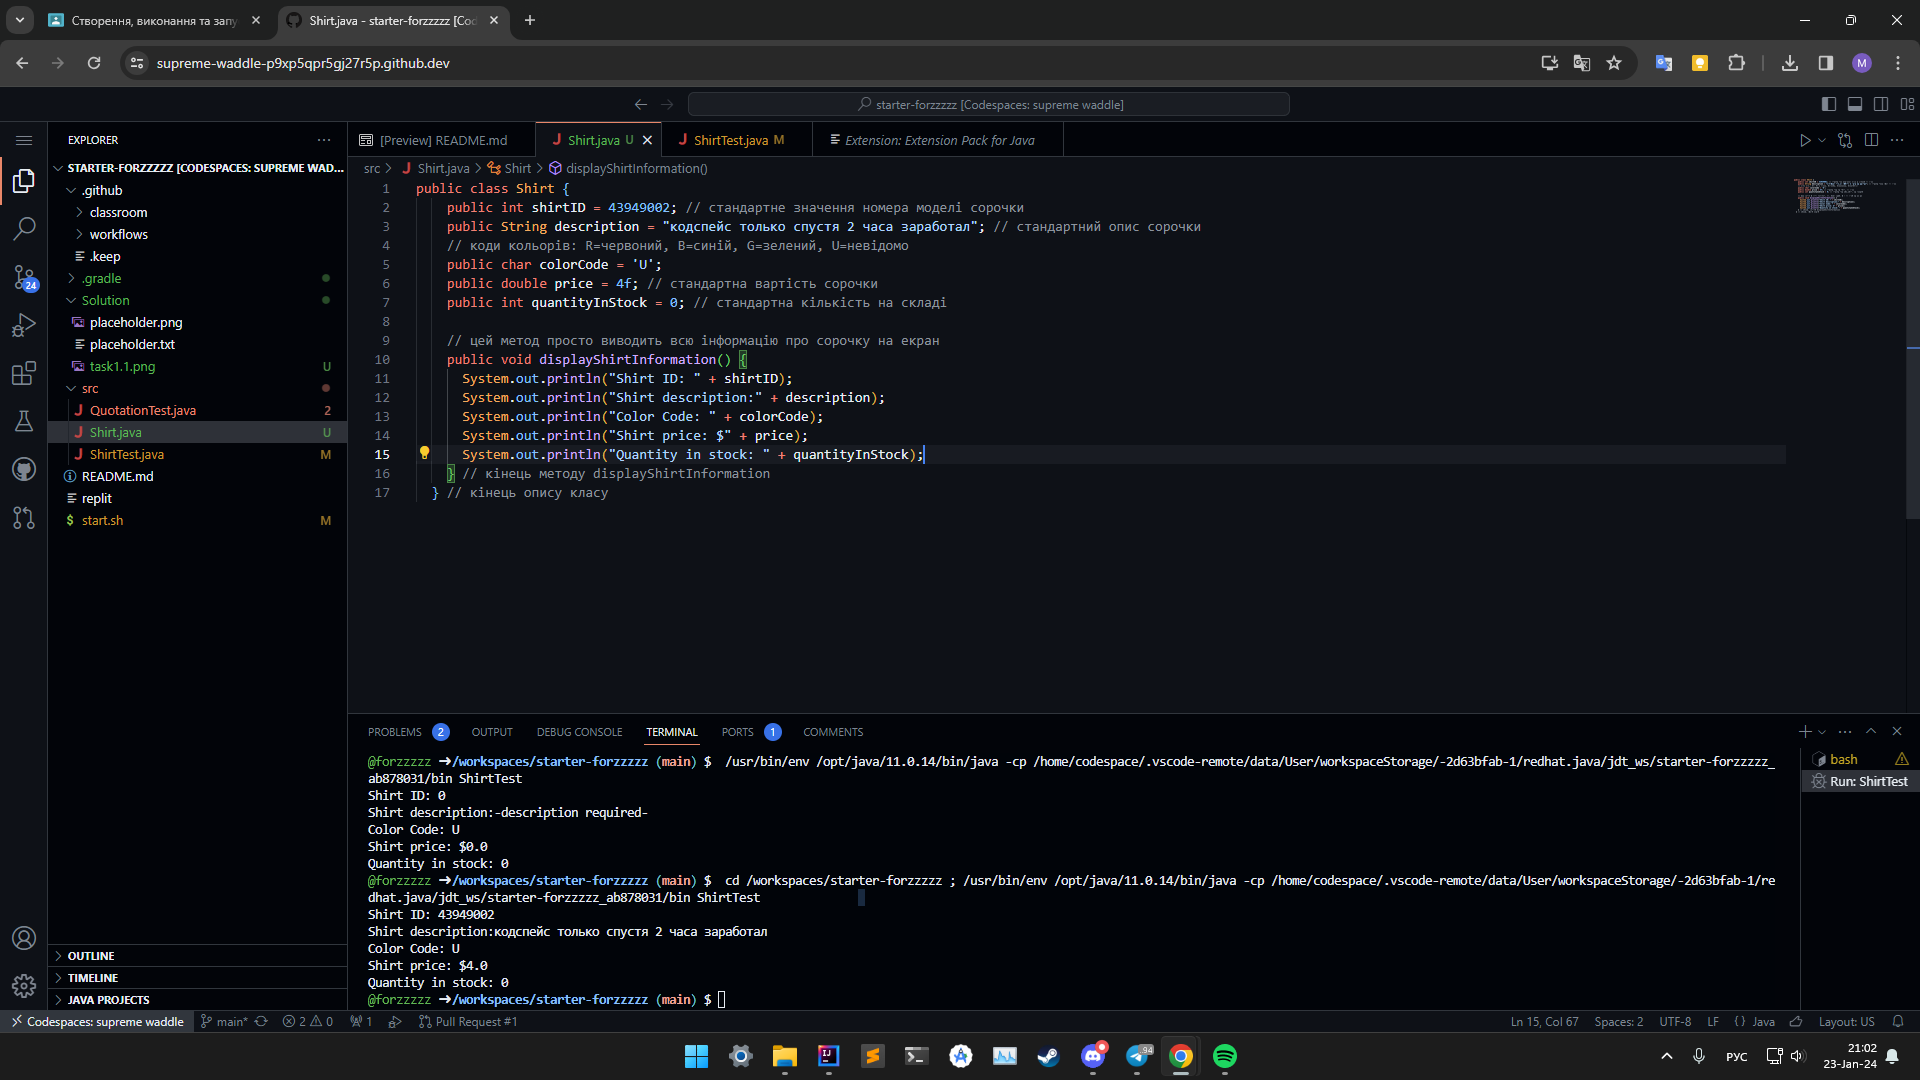 Створення, виконання та запу
Shirt.java - starter-forzzzzz [Cod
supreme-waddle-p9xp5qpr5gj27r5p.github.dev
M
starter-forzzzzz [Codespaces: supreme waddle]
EXPLORER
STARTER-FORZZZZZ [CODESPACES: SUPREME WAD...
.github
classroom
workflows
.keep
.gradle
Solution
placeholder.png
placeholder.txt
task1.1.png U
src
QuotationTest.java 2
Shirt.java U
ShirtTest.java M
README.md
replit
start.sh M
OUTLINE
TIMELINE
JAVA PROJECTS
24
[Preview] README.md
Shirt.java U
ShirtTest.java M
Extension: Extension Pack for Java
src > Shirt.java > Shirt > displayShirtInformation()
1 public class Shirt {
2 public int shirtID = 43949002; // стандартне значення номера моделі сорочки
3 public String description = "кодспейс только спустя 2 часа заработал"; // стандартний опис сорочки
4 // коди кольорів: R=червоний, B=синій, G=зелений, U=невідомо
5 public char colorCode = 'U';
6 public double price = 4f; // стандартна вартість сорочки
7 public int quantityInStock = 0; // стандартна кількість на складі
8
9 // цей метод просто виводить всю інформацію про сорочку на екран
10 public void displayShirtInformation() {
11 System.out.println("Shirt ID: " + shirtID);
12 System.out.println("Shirt description:" + description);
13 System.out.println("Color Code: " + colorCode);
14 System.out.println("Shirt price: $" + price);
15 System.out.println("Quantity in stock: " + quantityInStock);
16 } // кінець методу displayShirtInformation
17 } // кінець опису класу
PROBLEMS 2 OUTPUT DEBUG CONSOLE TERMINAL PORTS 1 COMMENTS
@forzzzzz ➜/workspaces/starter-forzzzzz (main) $ /usr/bin/env /opt/java/11.0.14/bin/java -cp /home/codespace/.vscode-remote/data/User/workspaceStorage/-2d63bfab-1/redhat.java/jdt_ws/starter-forzzzzz_
ab878031/bin ShirtTest
Shirt ID: 0
Shirt description:-description required-
Color Code: U
Shirt price: $0.0
Quantity in stock: 0
@forzzzzz ➜/workspaces/starter-forzzzzz (main) $ cd /workspaces/starter-forzzzzz ; /usr/bin/env /opt/java/11.0.14/bin/java -cp /home/codespace/.vscode-remote/data/User/workspaceStorage/-2d63bfab-1/re
dhat.java/jdt_ws/starter-forzzzzz_ab878031/bin ShirtTest
Shirt ID: 43949002
Shirt description:кодспейс только спустя 2 часа заработал
Color Code: U
Shirt price: $4.0
Quantity in stock: 0
@forzzzzz ➜/workspaces/starter-forzzzzz (main) $
bash
Run: ShirtTest
Codespaces: supreme waddle main* 2 0 1 Pull Request #1
Ln 15, Col 67 Spaces: 2 UTF-8 LF {} Java Layout: US
94
РУС
21:02
23-Jan-24